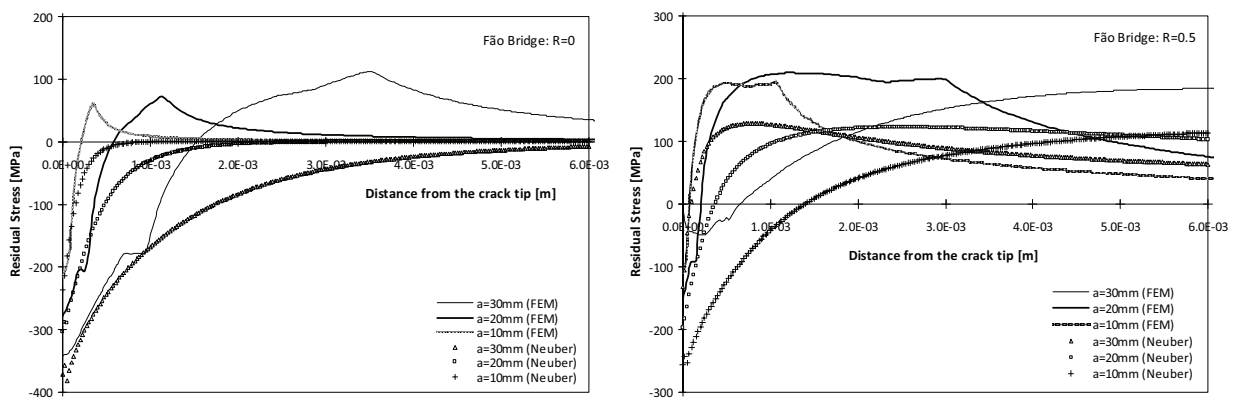 200
Fão Bridge: R=0
100
0
0.0E+00
1.0E-03
2.0E-03
3.0E-03
4.0E-03
5.0E-03
6.0E-03
-100
-200
-300
-400
Residual Stress [MPa]
Distance from the crack tip [m]
a=30mm (FEM)
a=20mm (FEM)
a=10mm (FEM)
a=30mm (Neuber)
a=20mm (Neuber)
a=10mm (Neuber)
300
Fão Bridge: R=0.5
200
100
0
0.0E+00
1.0E-03
2.0E-03
3.0E-03
4.0E-03
5.0E-03
6.0E-03
-100
-200
-300
Residual Stress [MPa]
Distance from the crack tip [m]
a=30mm (FEM)
a=20mm (FEM)
a=10mm (FEM)
a=30mm (Neuber)
a=20mm (Neuber)
a=10mm (Neuber)